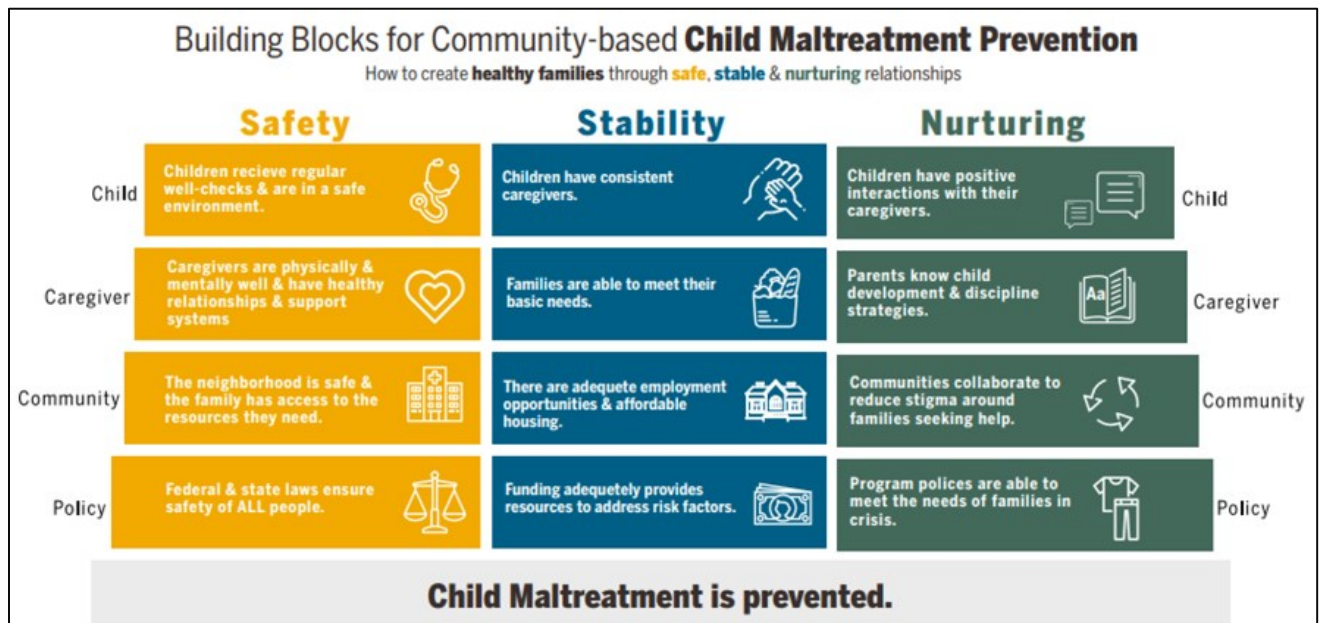 Building Blocks for Community-based Child Maltreatment Prevention
How to create healthy families through safe, stable & nurturing relationships
Safety
Stability
Nurturing
Child
Children recieve regular
well-checks & are in a safe
environment.
Children have consistent
caregivers.
Children have positive
interactions with their
caregivers.
Child
Caregiver
Caregivers are physically &
mentally well & have healthy
relationships & support
systems
Families are able to meet their
basic needs.
Parents know child
development & discipline
strategies.
Aa
Caregiver
Community
The neighborhood is safe &
the family has access to the
resources they need.
There are adequete employment
opportunities & affordable
housing.
Communities collaborate to
reduce stigma around
families seeking help.
Community
Policy
Federal & state laws ensure
safety of ALL people.
Funding adequetely provides
resources to address risk factors.
Program polices are able to
meet the needs of families in
crisis.
Policy
Child Maltreatment is prevented.